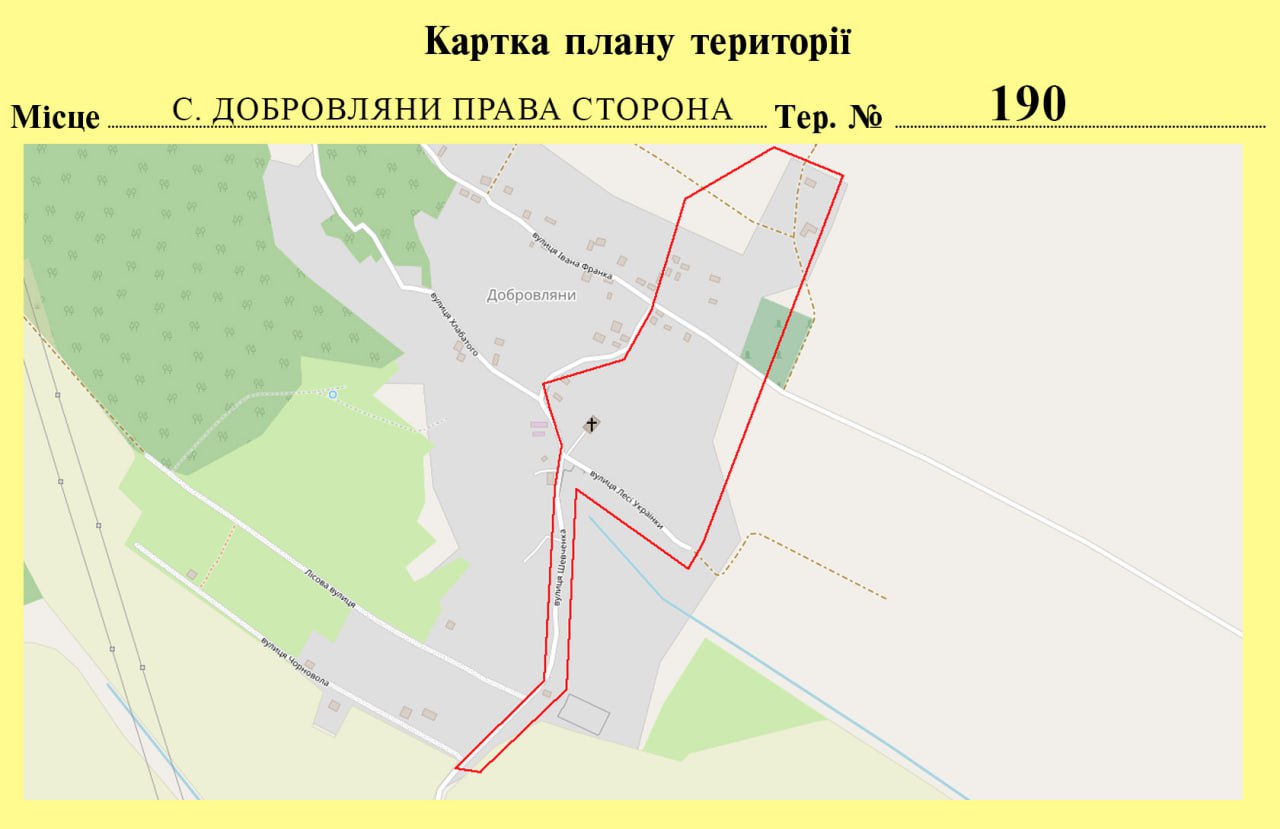 Картка плану території
Місце С. ДОБРОВЛЯНИ ПРАВА СТОРОНА Тер. № 190
вулиця Івана Франка
Добровляни
вулиця Хлабатого
вулиця Лесі Українки
вулиця Шевченка
Лісова вулиця
вулиця Чорновола